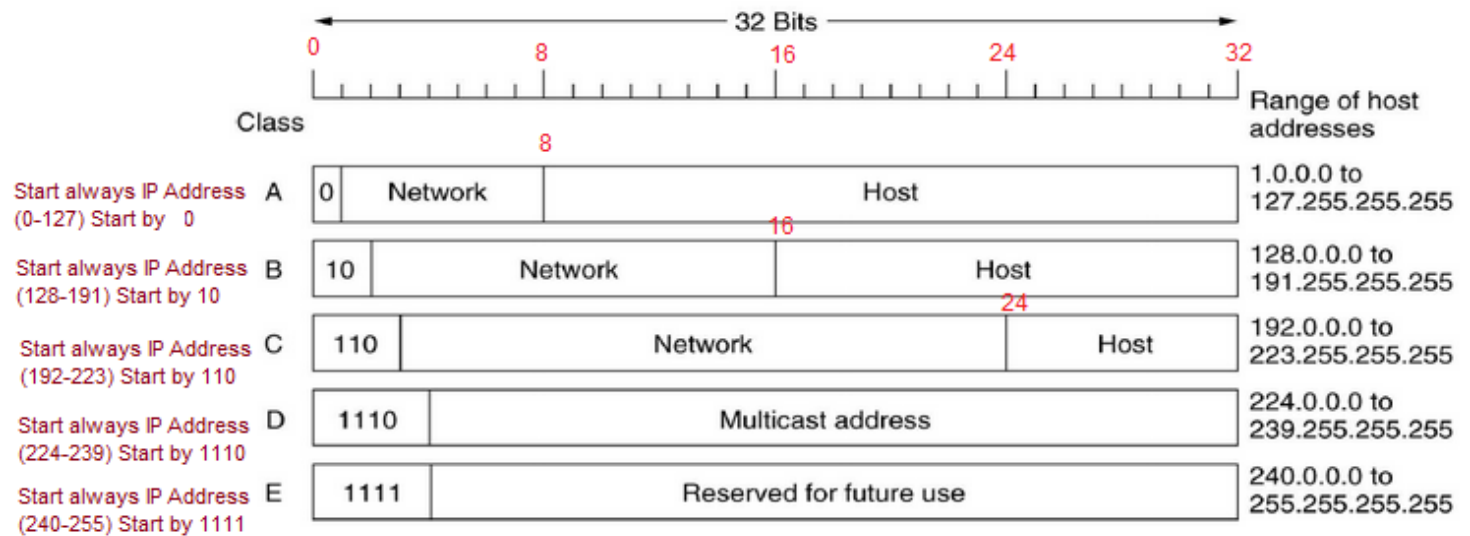 32 Bits
0 8 16 24 32
Range of host
addresses
Class
8
Start always IP Address
(0-127) Start by 0
A
0 Network Host
1.0.0.0 to
127.255.255.255
16
Start always IP Address
(128-191) Start by 10
B
10 Network Host
128.0.0.0 to
191.255.255.255
24
Start always IP Address
(192-223) Start by 110
C
110 Network Host
192.0.0.0 to
223.255.255.255
Start always IP Address
(224-239) Start by 1110
D
1110 Multicast address
224.0.0.0 to
239.255.255.255
Start always IP Address
(240-255) Start by 1111
E
1111 Reserved for future use
240.0.0.0 to
255.255.255.255